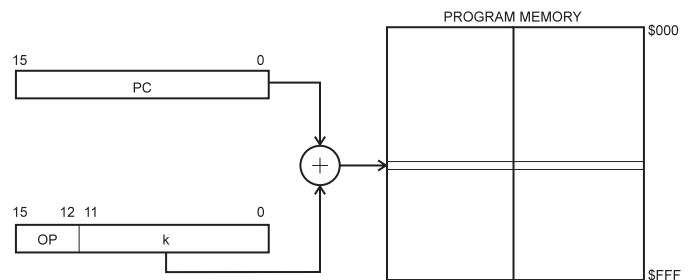 PROGRAM MEMORY
$000
15 0
PC
+
15 12 11 0
OP k
$FFF